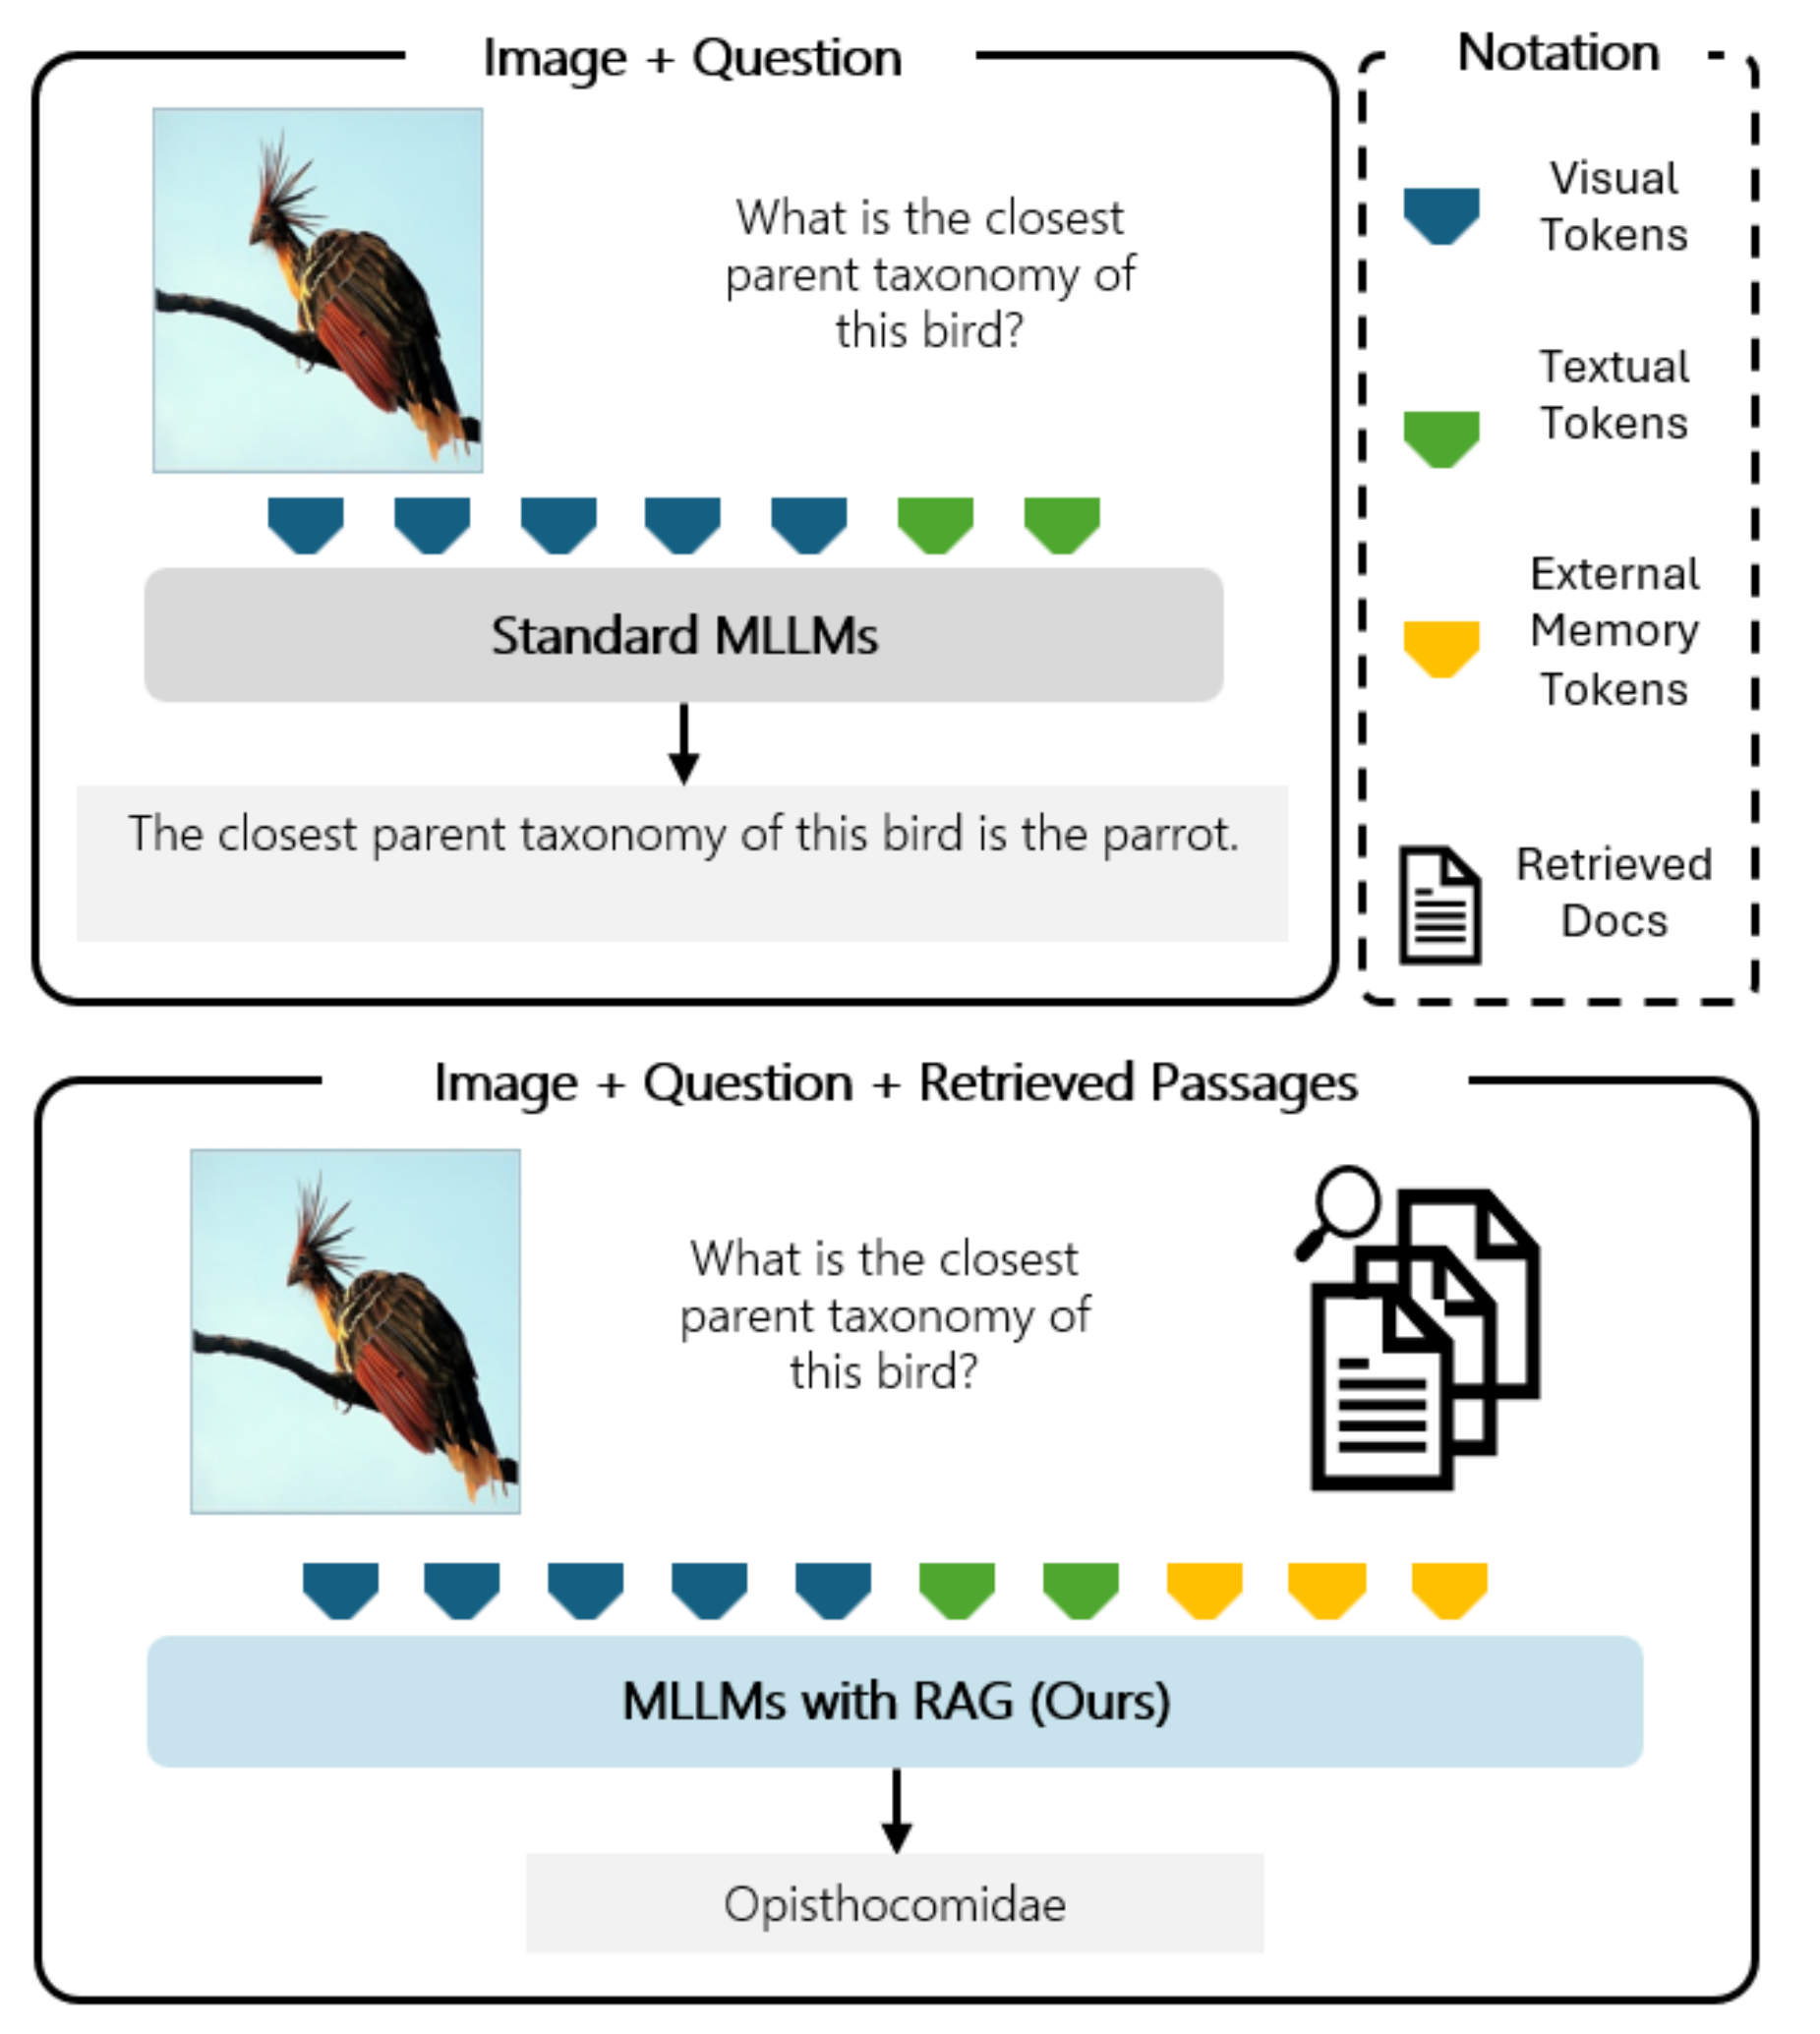 Image + Question
What is the closest
parent taxonomy of
this bird?
Standard MLLMs
The closest parent taxonomy of this bird is the parrot.
Notation
Visual
Tokens
Textual
Tokens
External
Memory
Tokens
Retrieved
Docs
Image + Question + Retrieved Passages
What is the closest
parent taxonomy of
this bird?
MLLMs with RAG (Ours)
Opisthocomidae